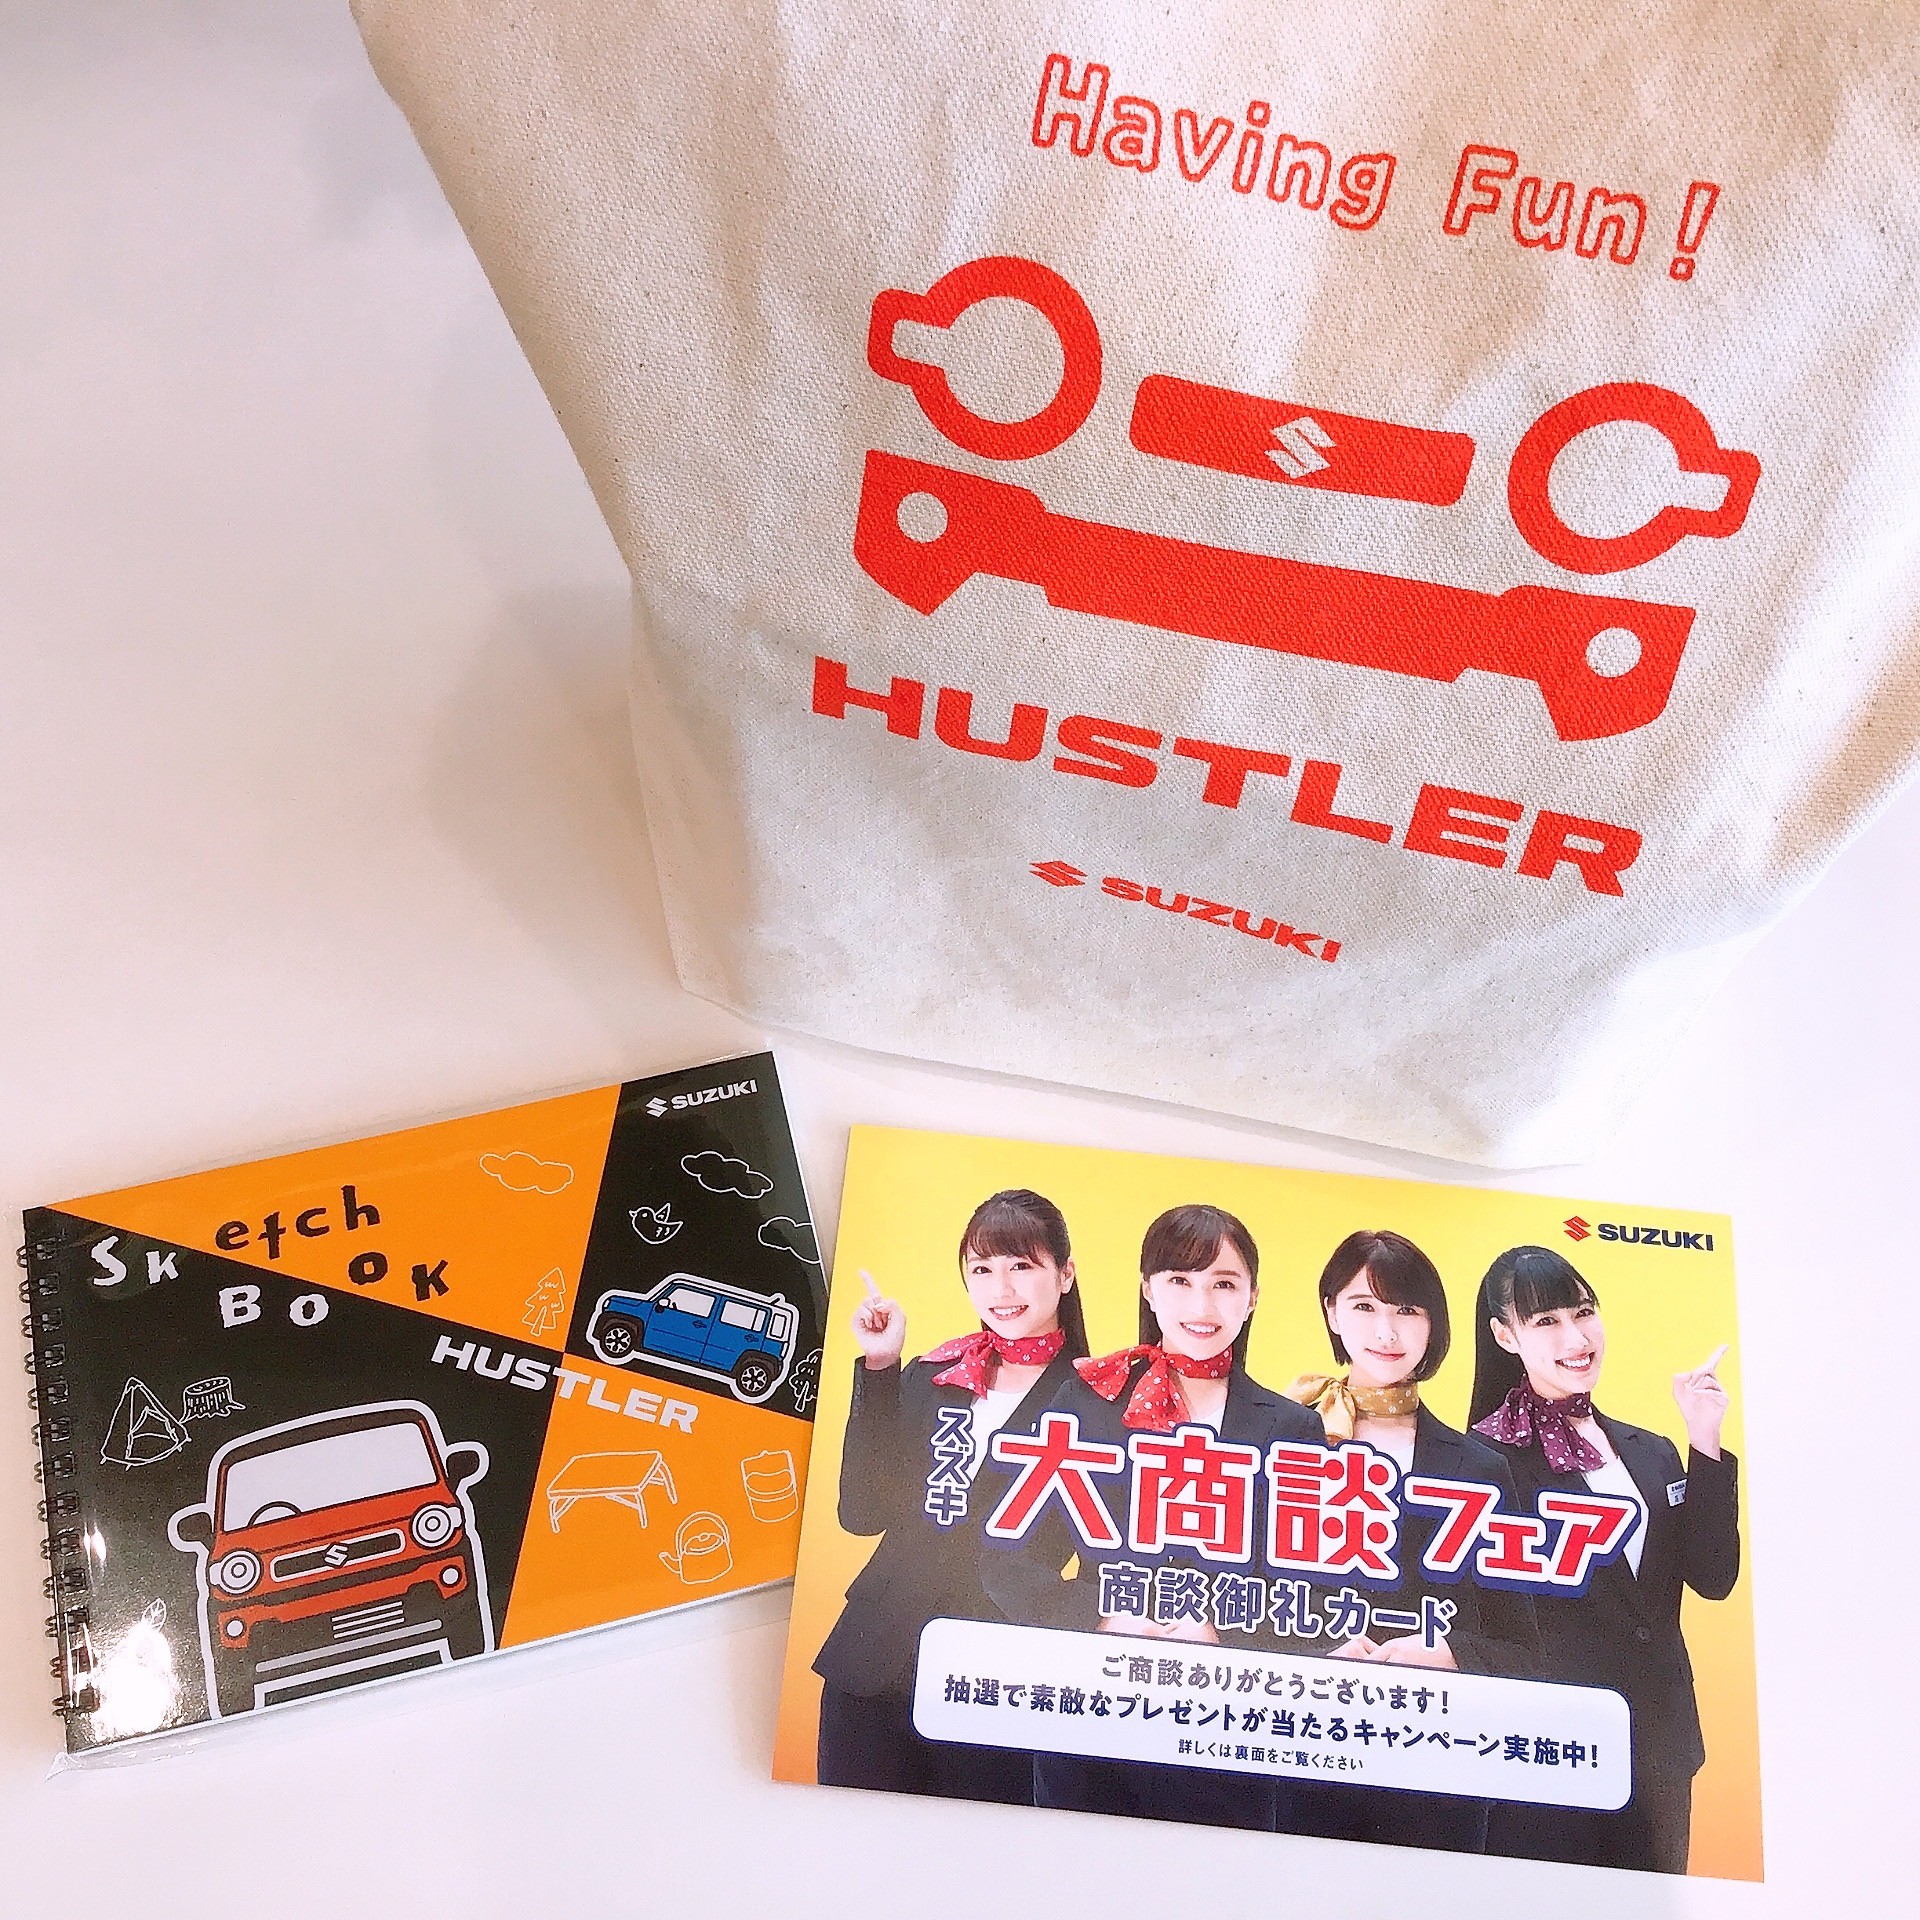 Having Fun!
HUSTLER
SUZUKI
SUZUKI
Sketch
BOOK
HUSTLER
SUZUKI
スズキ
大商談フェア
商談御礼カード
ご商談ありがとうございます!
抽選で素敵なプレゼントが当たるキャンペーン実施中!
詳しくは裏面をご覧ください